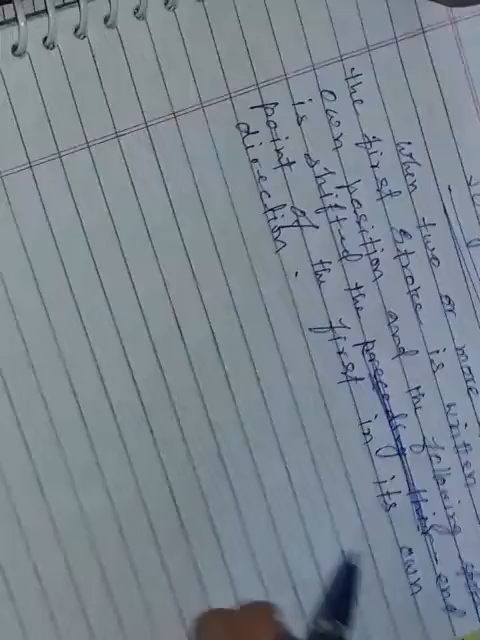 When two or more
the first stroke is written
own position and the following
is shifted the preceding end
point of the first in its own
direction.